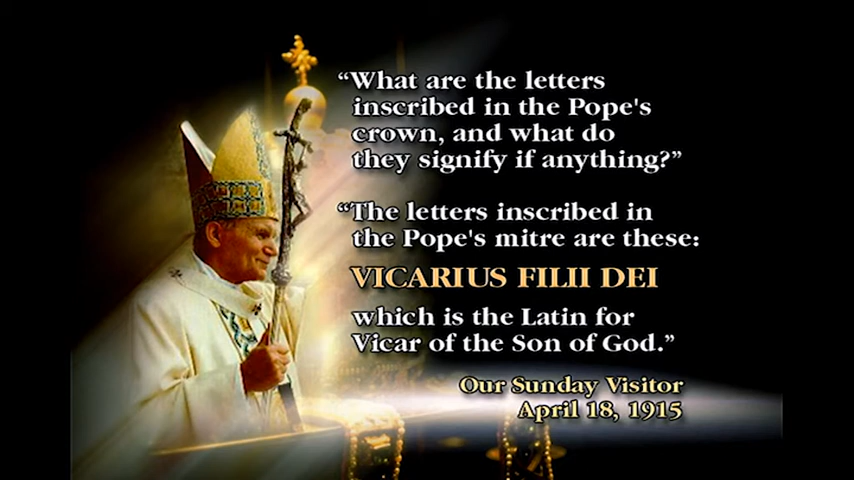 “What are the letters
inscribed in the Pope's
crown, and what do
they signify if anything?”
“The letters inscribed in
the Pope's mitre are these:
VICARIUS FILII DEI
which is the Latin for
Vicar of the Son of God.”
Our Sunday Visitor
April 18, 1915